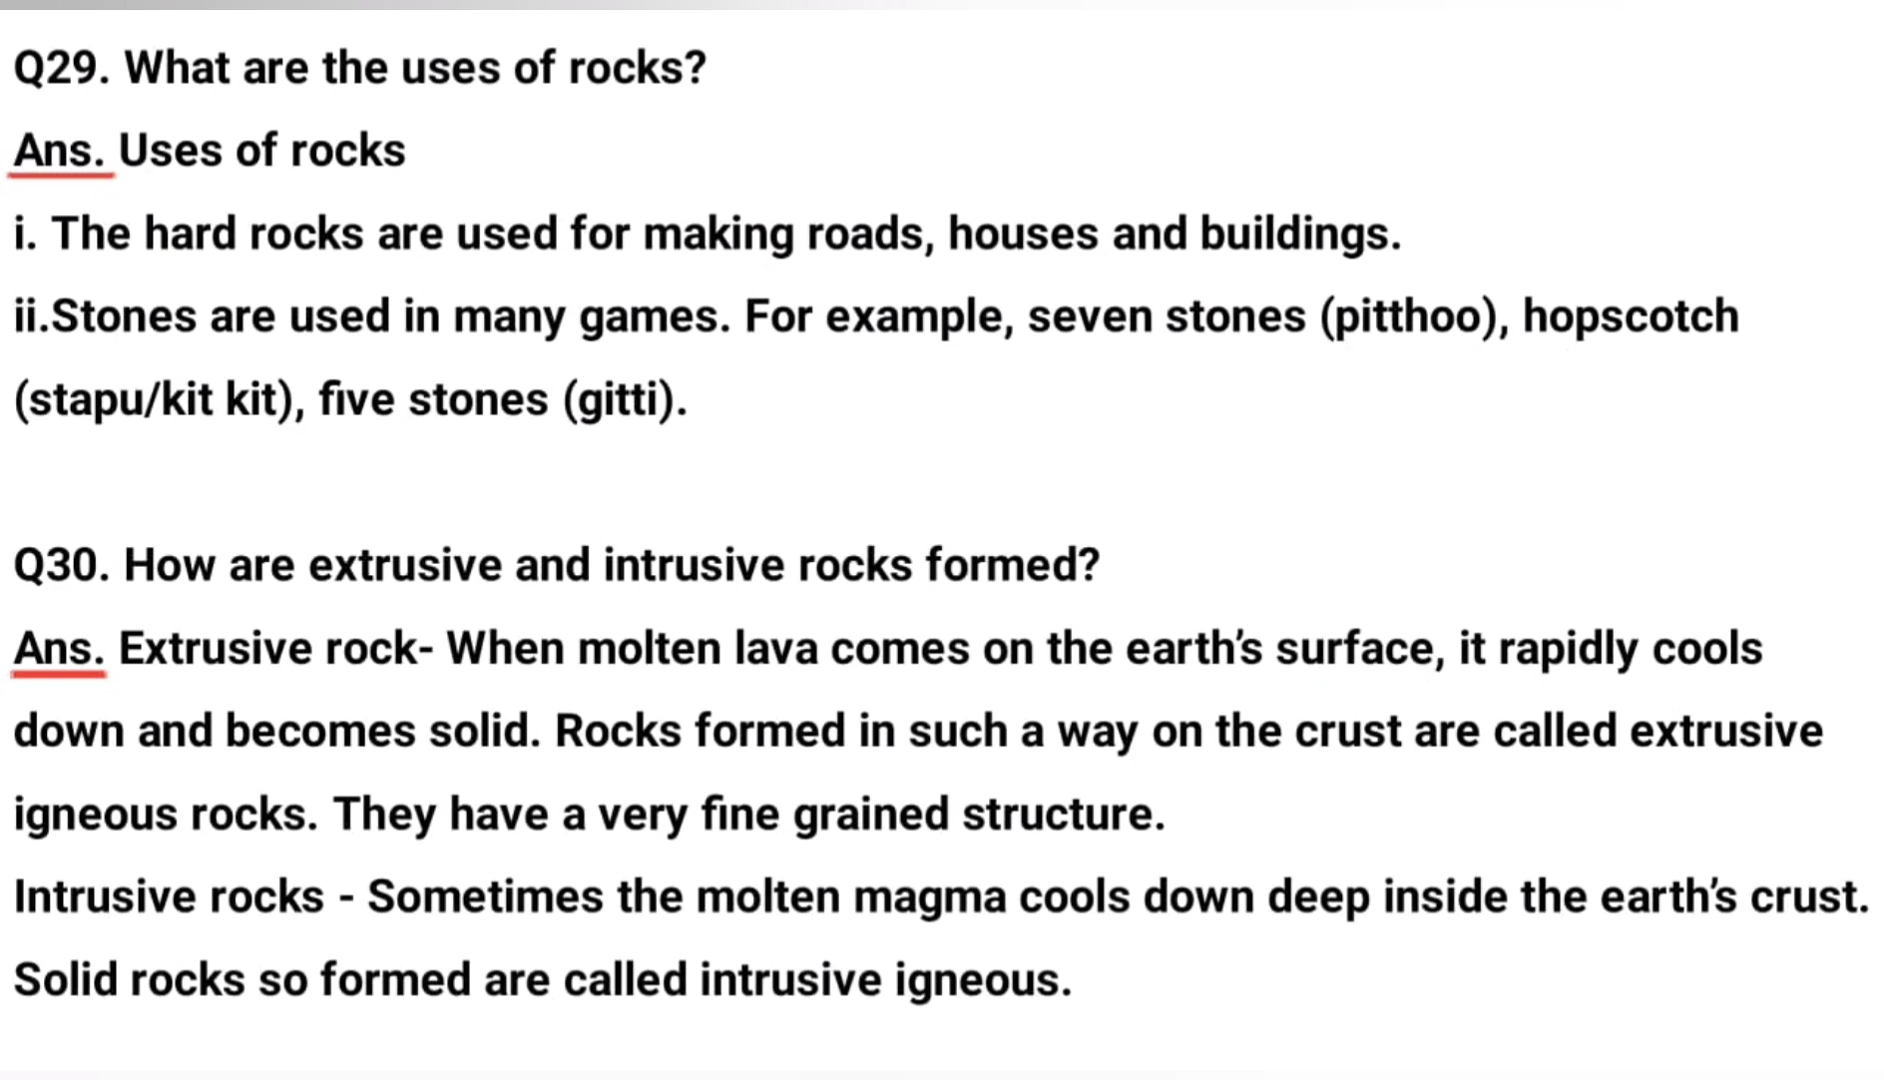 Q29. What are the uses of rocks?
Ans. Uses of rocks
i. The hard rocks are used for making roads, houses and buildings.
ii.Stones are used in many games. For example, seven stones (pitthoo), hopscotch
(stapu/kit kit), five stones (gitti).
Q30. How are extrusive and intrusive rocks formed?
Ans. Extrusive rock- When molten lava comes on the earth’s surface, it rapidly cools
down and becomes solid. Rocks formed in such a way on the crust are called extrusive
igneous rocks. They have a very fine grained structure.
Intrusive rocks - Sometimes the molten magma cools down deep inside the earth’s crust.
Solid rocks so formed are called intrusive igneous.